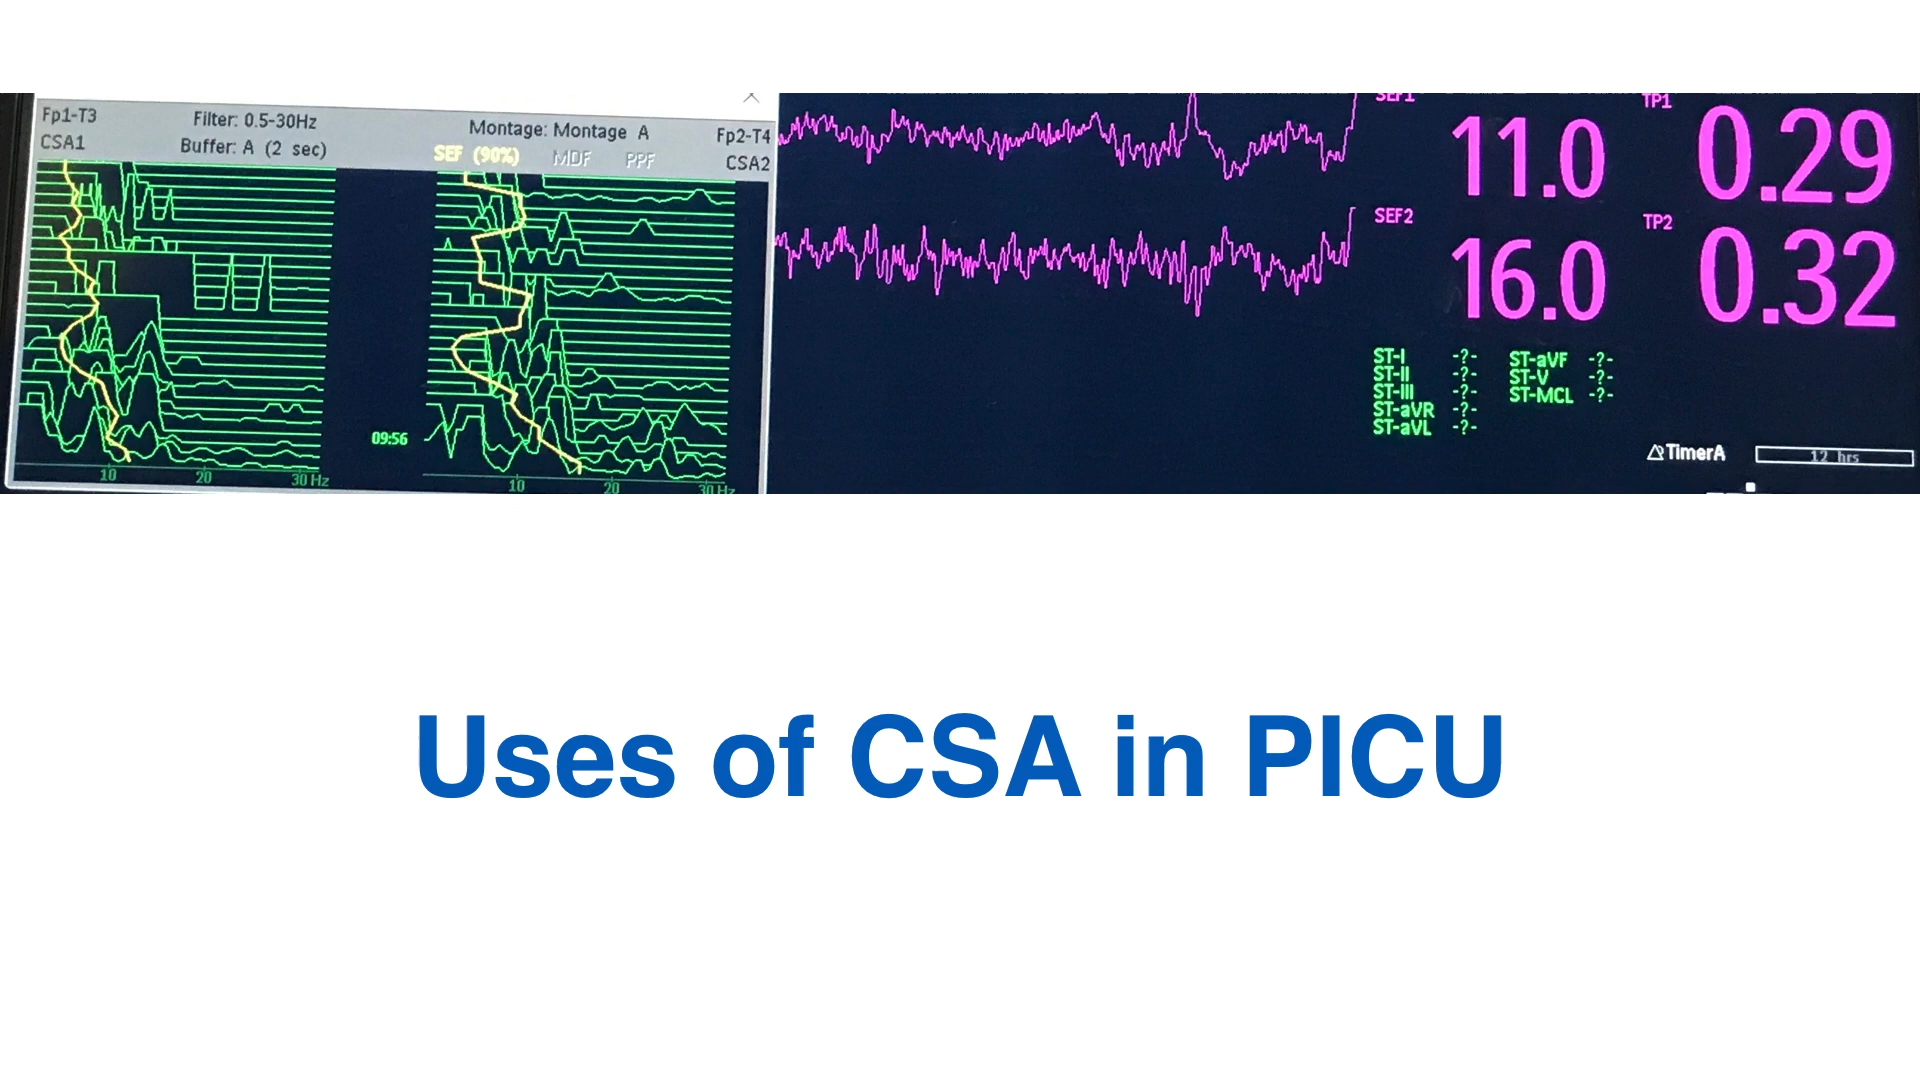 Fp1-T3
CSA1
Filter: 0.5-30Hz
Buffer: A (2 sec)
Montage: Montage A
SEF (90%) MDF PPF
Fp2-T4
CSA2
09:56
10 20 30 Hz
10 20 30 Hz
SEF1 11.0
TP1 0.29
SEF2 16.0
TP2 0.32
ST-I -?- ST-aVF -?-
ST-II -?- ST-V -?-
ST-III -?- ST-MCL -?-
ST-aVR -?-
ST-aVL -?-
TimerA 12 hrs
Uses of CSA in PICU